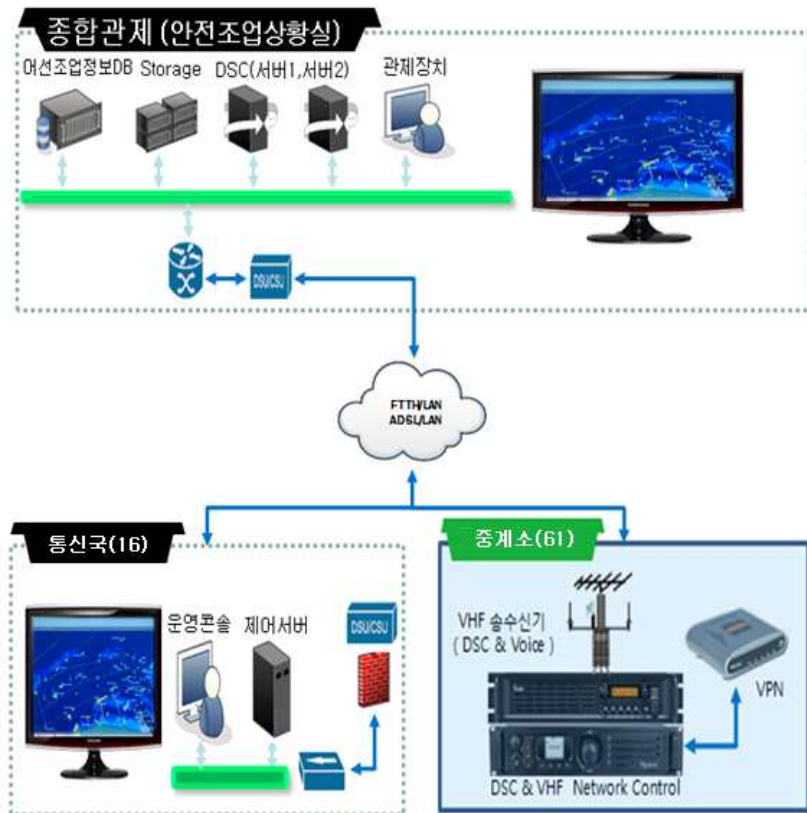 종합관제 (안전조업상황실)
어선조업정보DB Storage DSC(서버1,서버2) 관제장치
DSU/CSU
FTTH/LAN
ADSL/LAN
통신국(16)
운영콘솔 제어서버
DSU/CSU
중계소(61)
VHF 송수신기
( DSC & Voice )
VPN
DSC & VHF Network Control